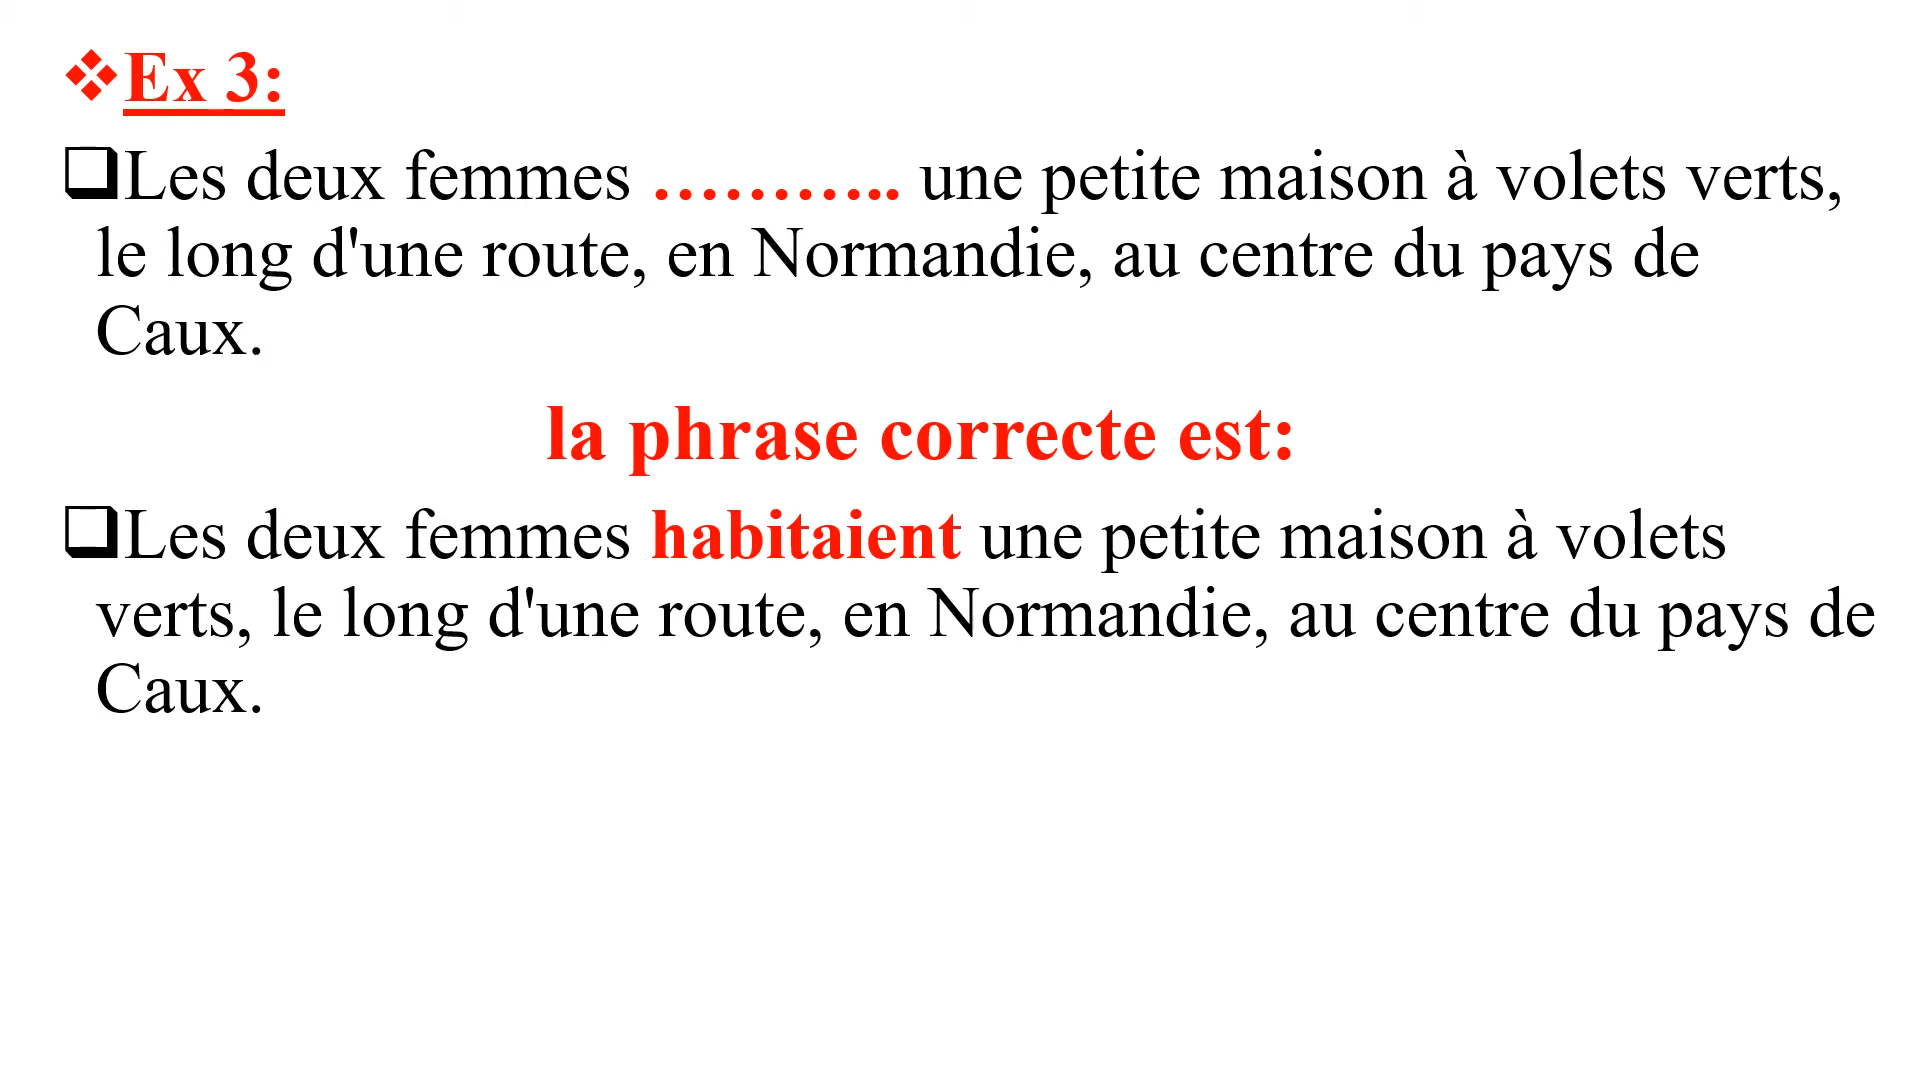 ❖Ex 3:
❑Les deux femmes ……….. une petite maison à volets verts,
le long d'une route, en Normandie, au centre du pays de
Caux.
la phrase correcte est:
❑Les deux femmes habitaient une petite maison à volets
verts, le long d'une route, en Normandie, au centre du pays de
Caux.